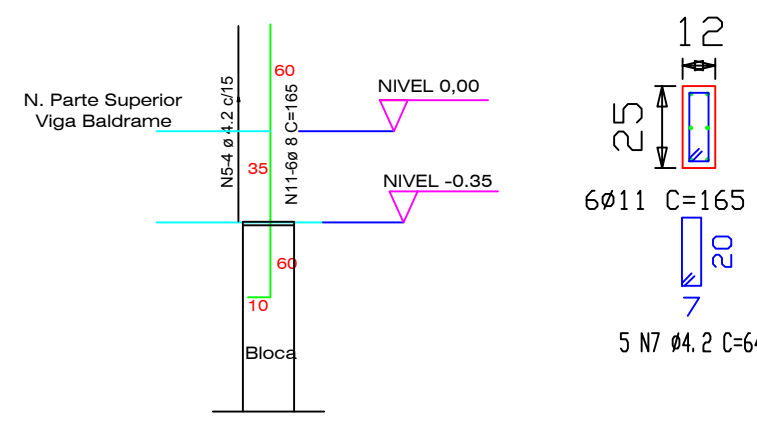 N. Parte Superior
Viga Baldrame
N5-4 ø 4.2 c/15
60
N11-6ø 8 C=165
NIVEL 0,00
35
NIVEL -0.35
60
10
Bloca
12
25
6ø11 C=165
20
7
5 N7 ø4.2 C=64